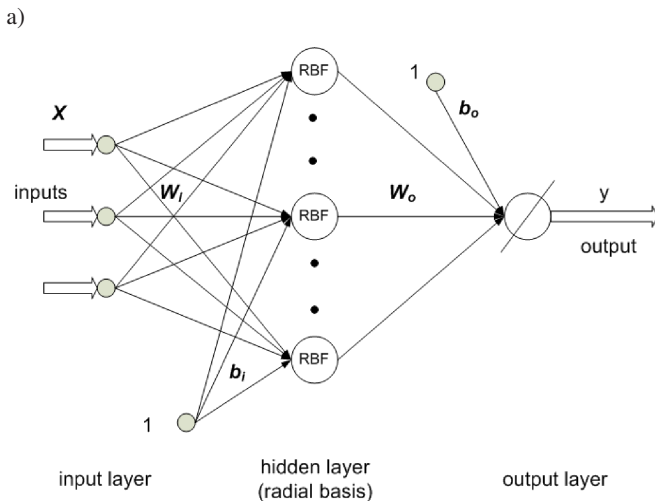 a)
RBF
1
X
b_o
inputs
W_i
RBF
W_o
y
output
RBF
b_i
1
input layer
hidden layer
(radial basis)
output layer